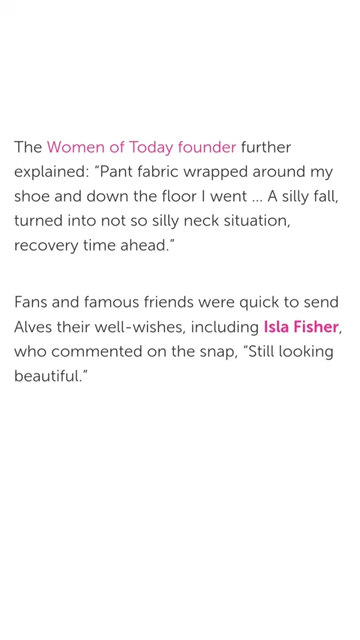 The Women of Today founder further
explained: “Pant fabric wrapped around my
shoe and down the floor I went ... A silly fall,
turned into not so silly neck situation,
recovery time ahead.”
Fans and famous friends were quick to send
Alves their well-wishes, including Isla Fisher,
who commented on the snap, “Still looking
beautiful.”